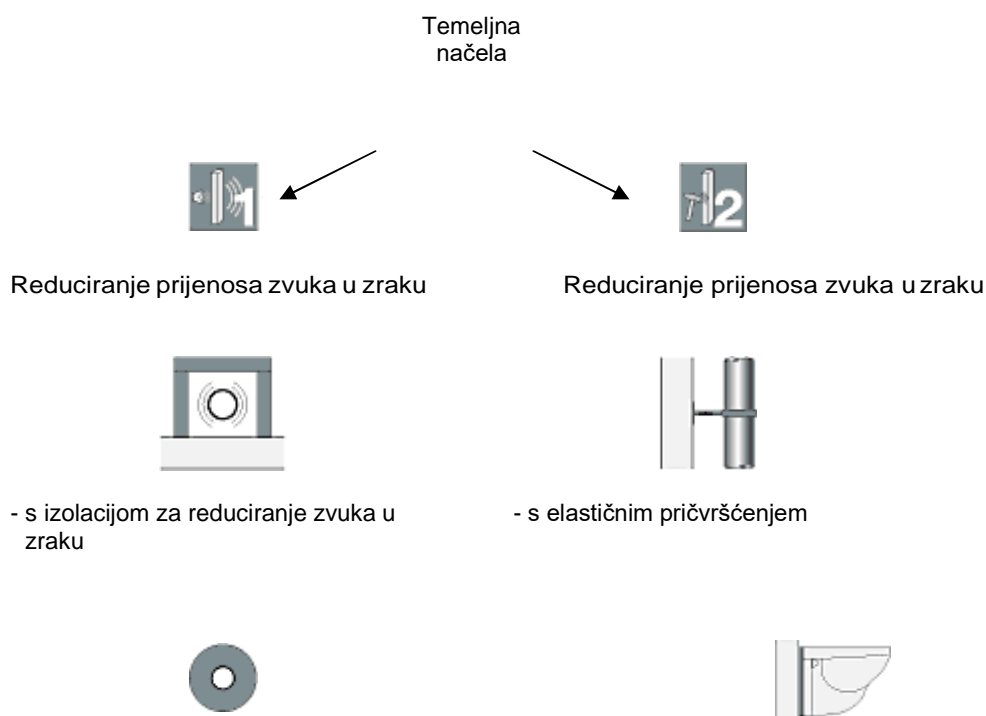 Temeljna
načela
1
2
Reduciranje prijenosa zvuka u zraku
Reduciranje prijenosa zvuka u zraku
- s izolacijom za reduciranje zvuka u
zraku
- s elastičnim pričvršćenjem